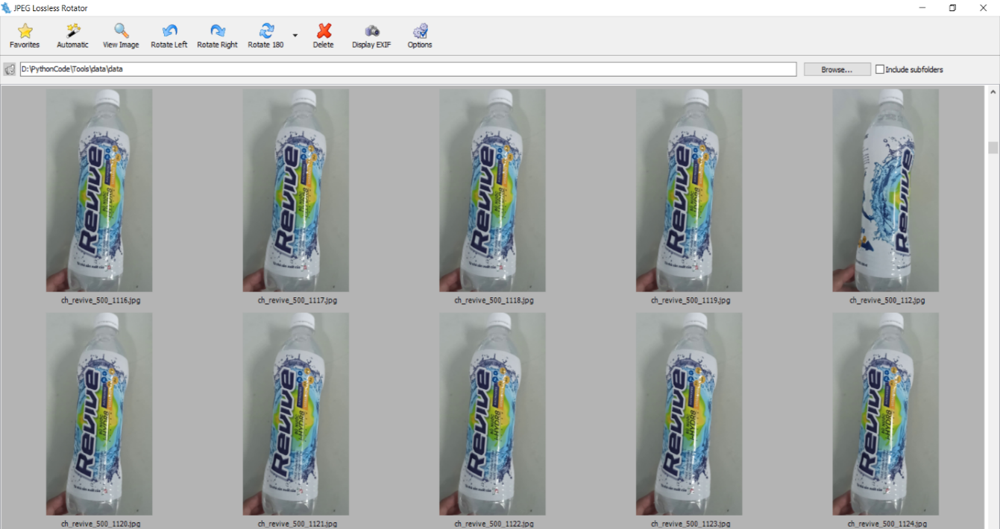 JPEG Lossless Rotator
Favorites Automatic View Image Rotate Left Rotate Right Rotate 180 Delete Display EXIF Options
D:\PythonCode\Tools\data\data Browse... Include subfolders
Revive Revive Revive Revive Revive
ch_revive_500_1116.jpg ch_revive_500_1117.jpg ch_revive_500_1118.jpg ch_revive_500_1119.jpg ch_revive_500_112.jpg
Revive Revive Revive Revive Revive
ch_revive_500_1120.jpg ch_revive_500_1121.jpg ch_revive_500_1122.jpg ch_revive_500_1123.jpg ch_revive_500_1124.jpg